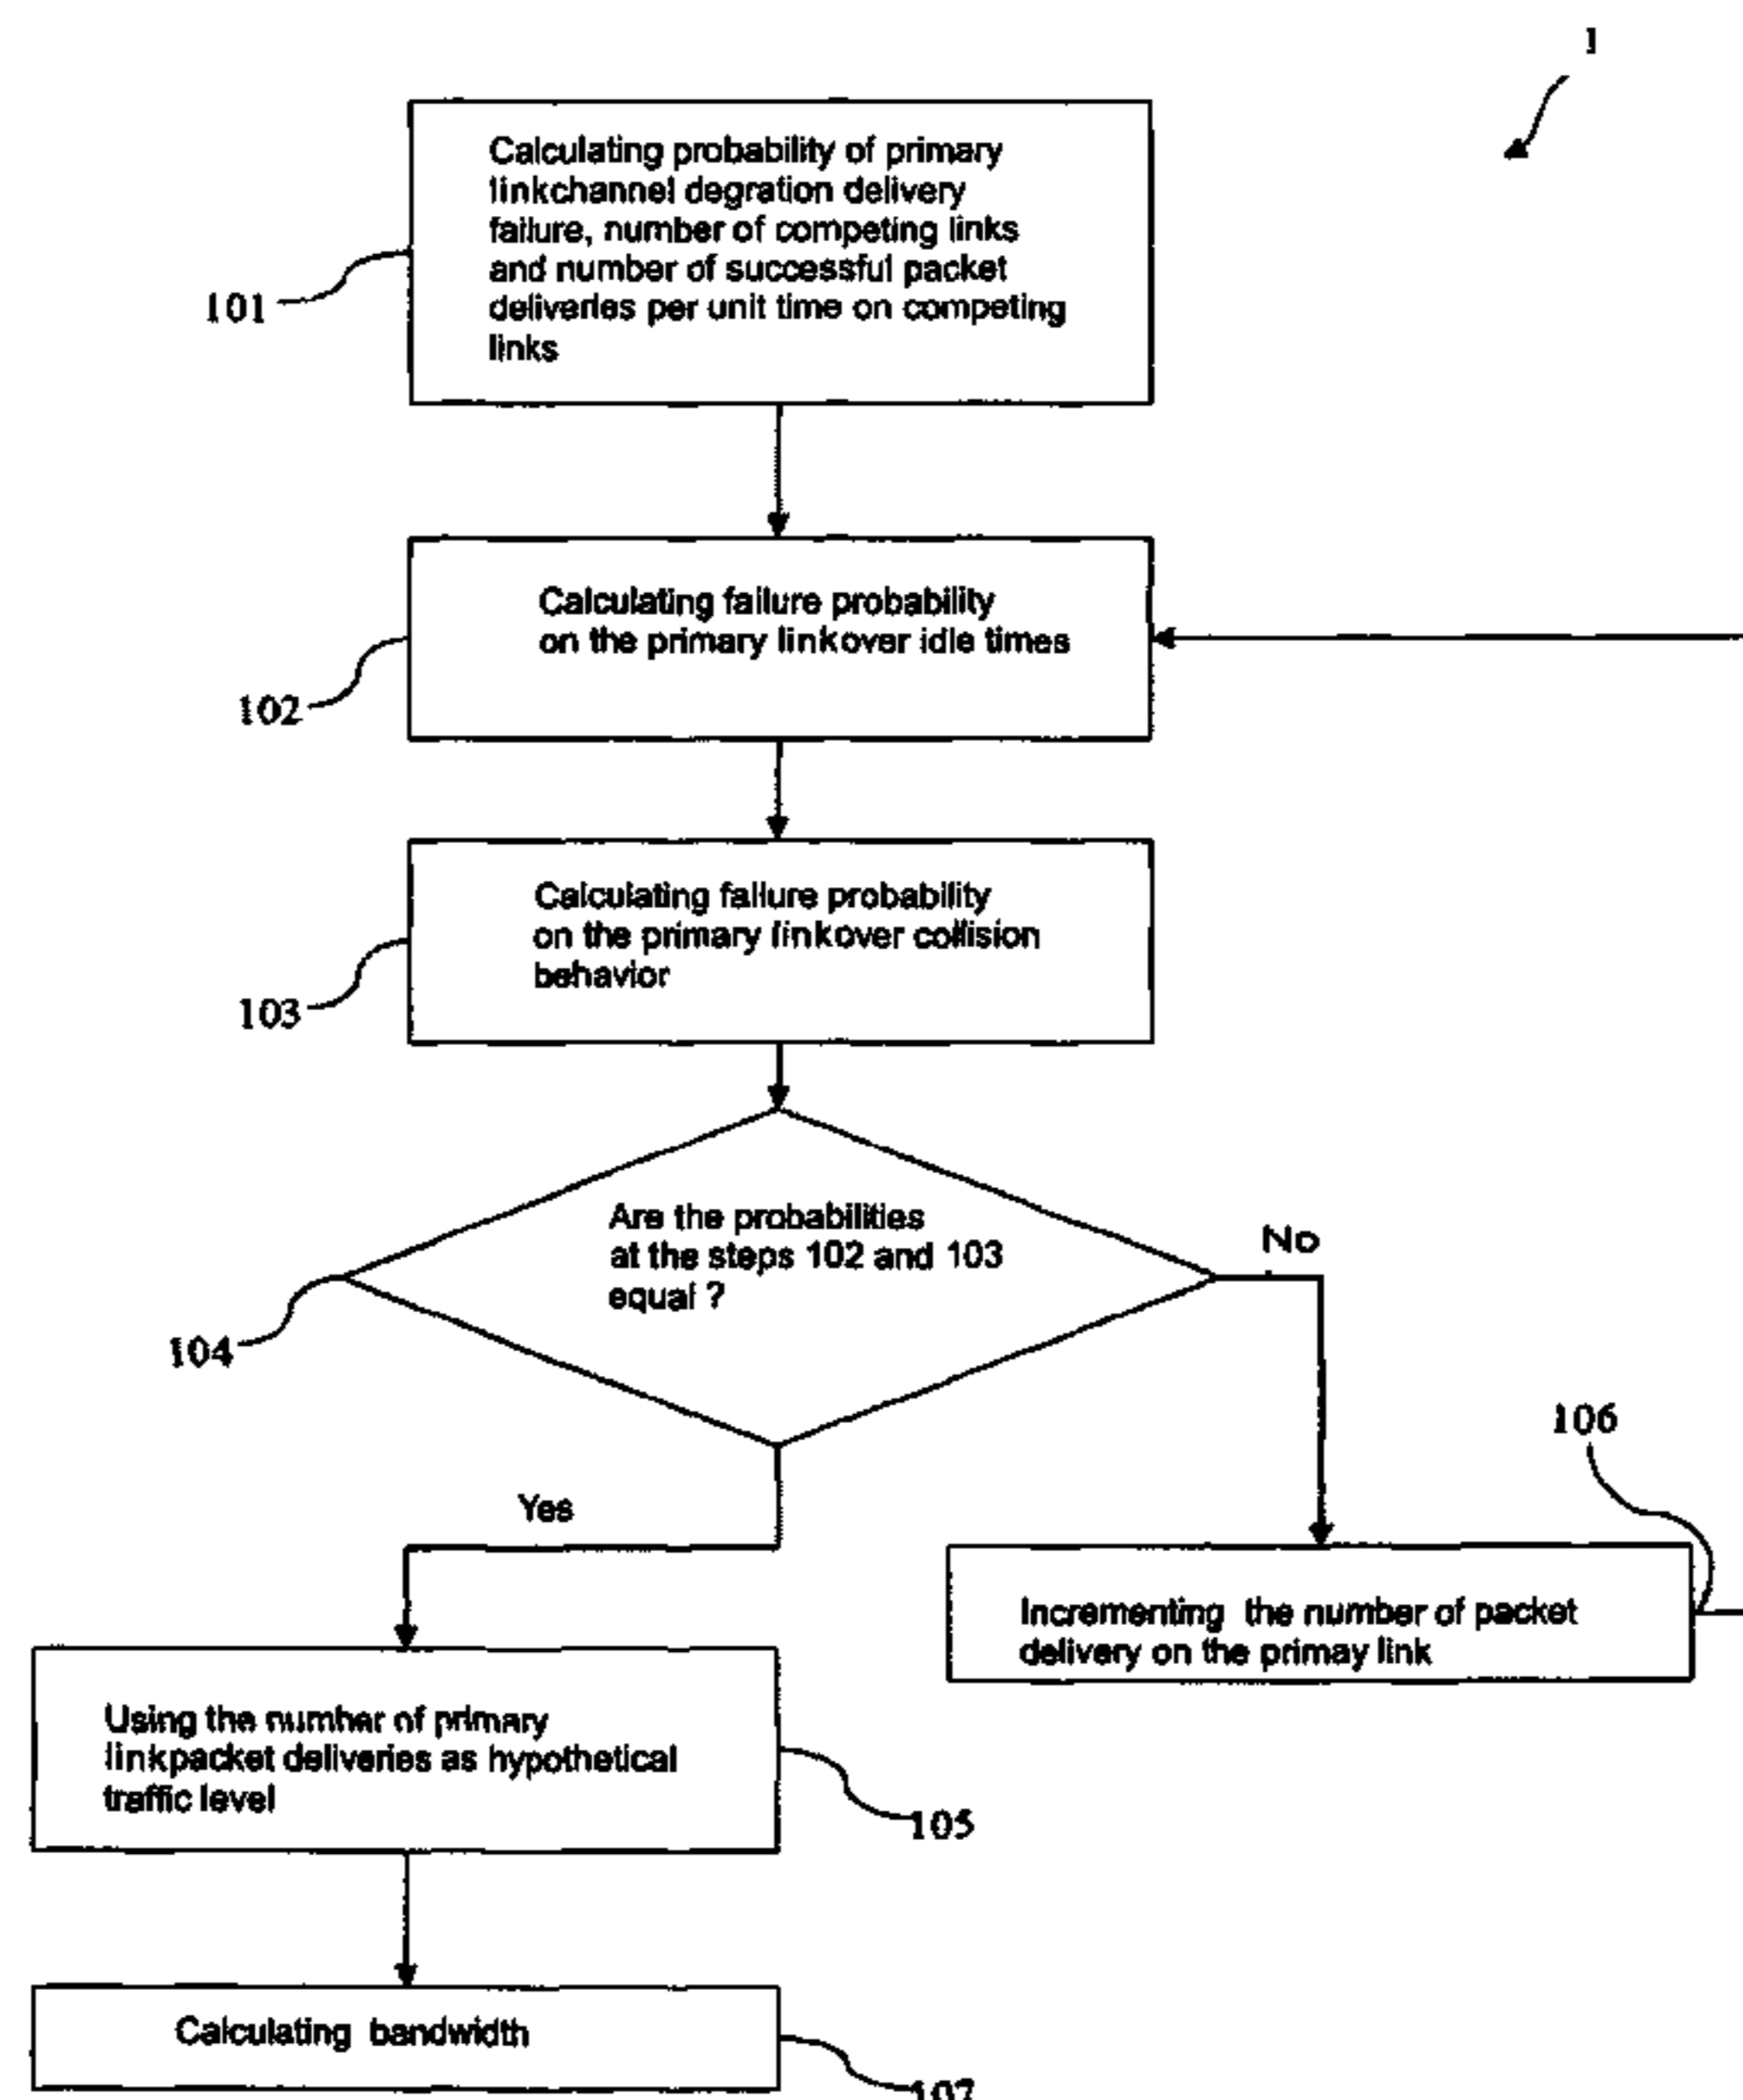 1
Calculating probability of primary
linkchannel degration delivery
failure, number of competing links
and number of successful packet
deliveries per unit time on competing
links
101
Calculating failure probability
on the primary linkover idle times
102
Calculating failure probability
on the primary linkover collision
behavior
103
Are the probabilities
at the steps 102 and 103
equal ?
No
104
106
Yes
Incrementing the number of packet
delivery on the primay link
Using the number of primary
linkpacket deliveries as hypothetical
traffic level
105
Calculating bandwidth
107